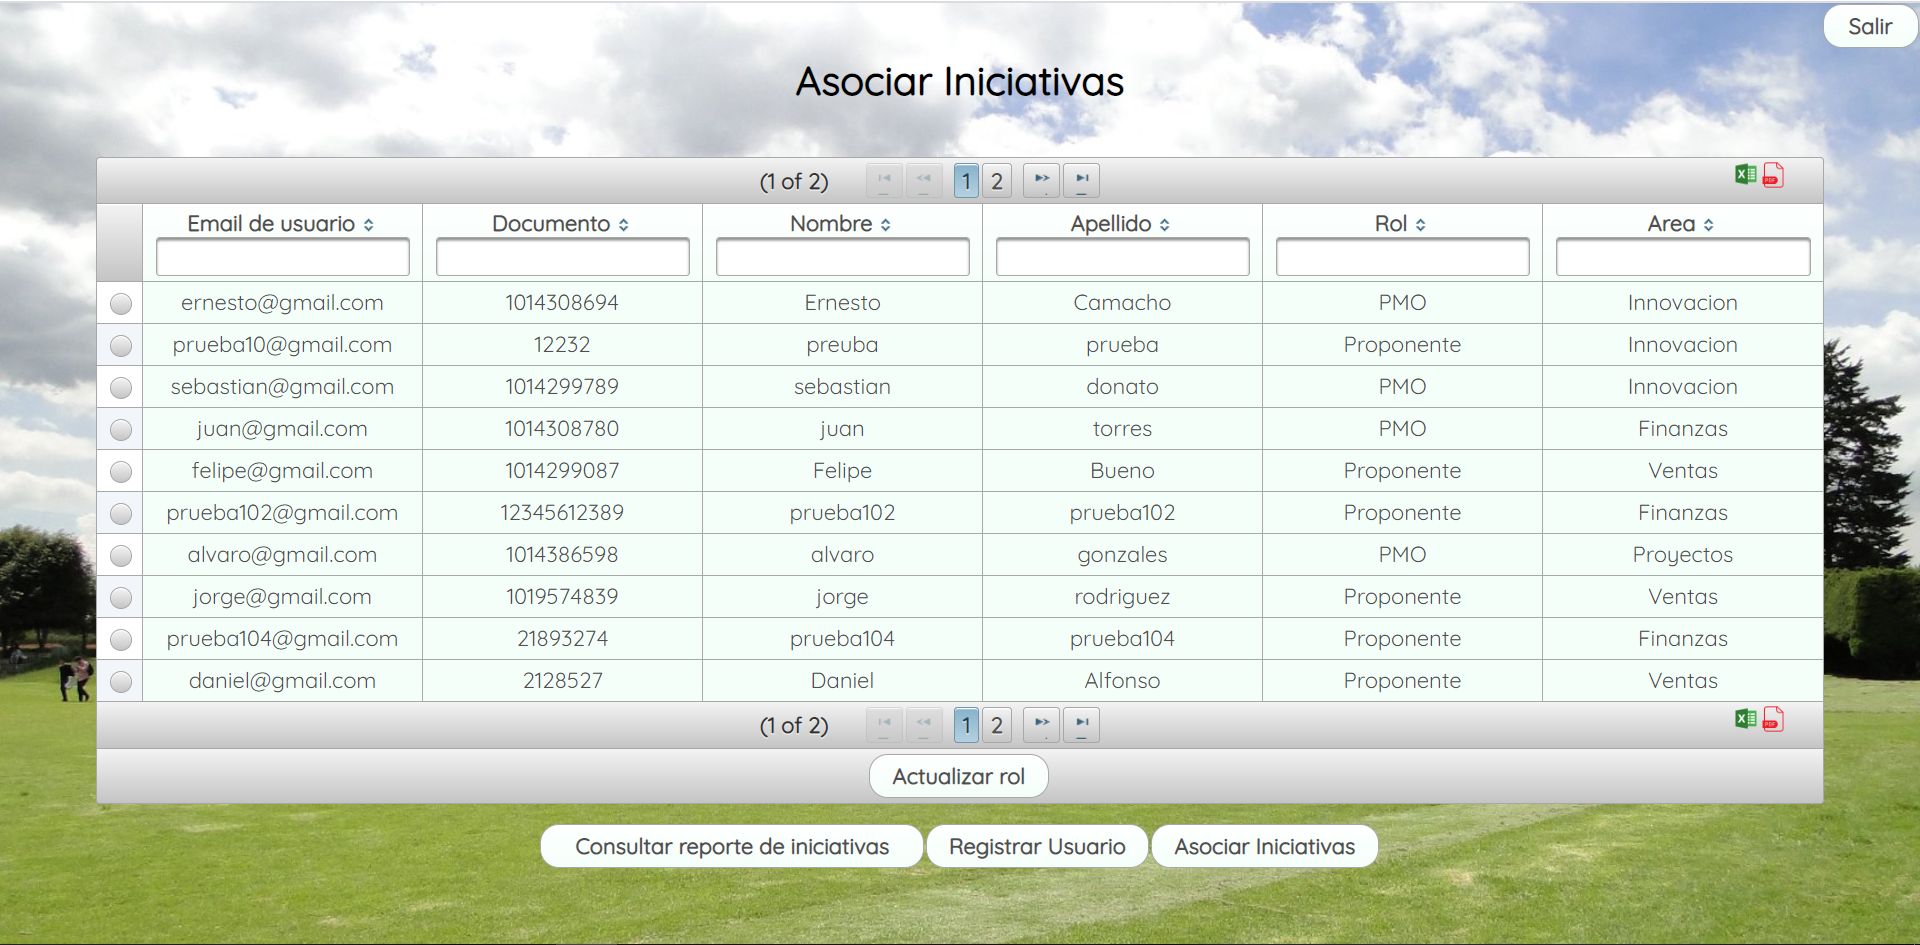 Salir
Asociar Iniciativas
(1 of 2) 1 2
Email de usuario Documento Nombre Apellido Rol Area
ernesto@gmail.com 1014308694 Ernesto Camacho PMO Innovacion
prueba10@gmail.com 12232 preuba prueba Proponente Innovacion
sebastian@gmail.com 1014299789 sebastian donato PMO Innovacion
juan@gmail.com 1014308780 juan torres PMO Finanzas
felipe@gmail.com 1014299087 Felipe Bueno Proponente Ventas
prueba102@gmail.com 12345612389 prueba102 prueba102 Proponente Finanzas
alvaro@gmail.com 1014386598 alvaro gonzales PMO Proyectos
jorge@gmail.com 1019574839 jorge rodriguez Proponente Ventas
prueba104@gmail.com 21893274 prueba104 prueba104 Proponente Finanzas
daniel@gmail.com 2128527 Daniel Alfonso Proponente Ventas
(1 of 2) 1 2
Actualizar rol
Consultar reporte de iniciativas Registrar Usuario Asociar Iniciativas